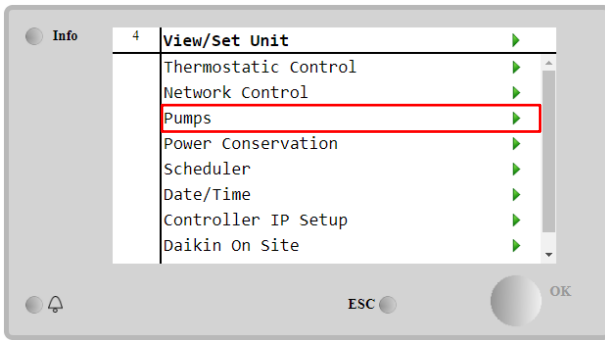 Info
4
View/Set Unit
Thermostatic Control
Network Control
Pumps
Power Conservation
Scheduler
Date/Time
Controller IP Setup
Daikin On Site
ESC
OK